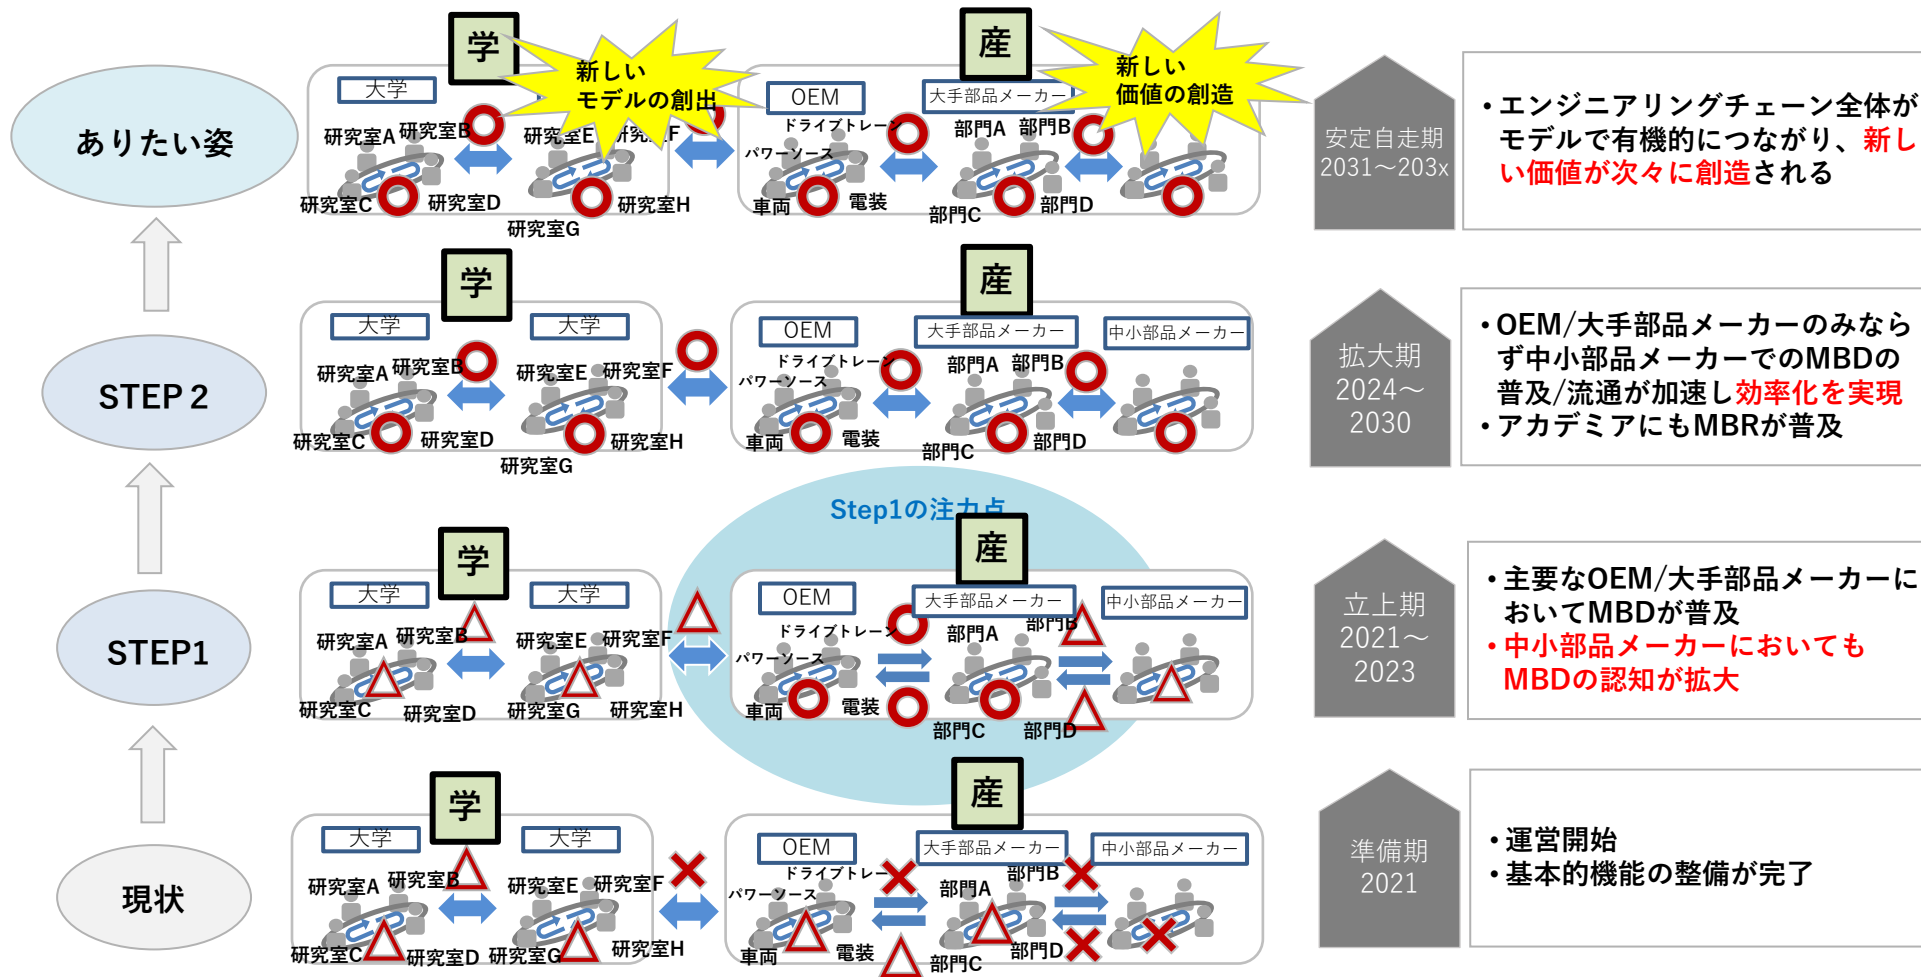 ありたい姿
学
大学
新しい
モデルの創出
研究室A
研究室B
研究室E
研究室F
研究室C
研究室D
研究室G
研究室H
産
OEM
大手部品メーカー
新しい
価値の創造
ドライブトレーン
パワーソース
車両
電装
部門A
部門B
部門C
部門D
安定自走期
2031～203x
・エンジニアリングチェーン全体が
モデルで有機的につながり、新し
い価値が次々に創造される
STEP 2
学
大学
大学
研究室A
研究室B
研究室E
研究室F
研究室C
研究室D
研究室G
研究室H
産
OEM
大手部品メーカー
中小部品メーカー
ドライブトレーン
パワーソース
車両
電装
部門A
部門B
部門C
部門D
拡大期
2024～
2030
・OEM/大手部品メーカーのみなら
ず中小部品メーカーでのMBDの
普及/流通が加速し効率化を実現
・アカデミアにもMBRが普及
STEP1
Step1の注力点
学
大学
大学
研究室A
研究室B
研究室E
研究室F
研究室C
研究室D
研究室G
研究室H
産
OEM
大手部品メーカー
中小部品メーカー
ドライブトレーン
パワーソース
車両
電装
部門A
部門B
部門C
部門D
立上期
2021～
2023
・主要なOEM/大手部品メーカーに
おいてMBDが普及
・中小部品メーカーにおいても
MBDの認知が拡大
現状
学
大学
大学
研究室A
研究室B
研究室E
研究室F
研究室C
研究室D
研究室G
研究室H
産
OEM
大手部品メーカー
中小部品メーカー
ドライブトレーン
パワーソース
車両
電装
部門A
部門B
部門C
部門D
準備期
2021
・運営開始
・基本的機能の整備が完了